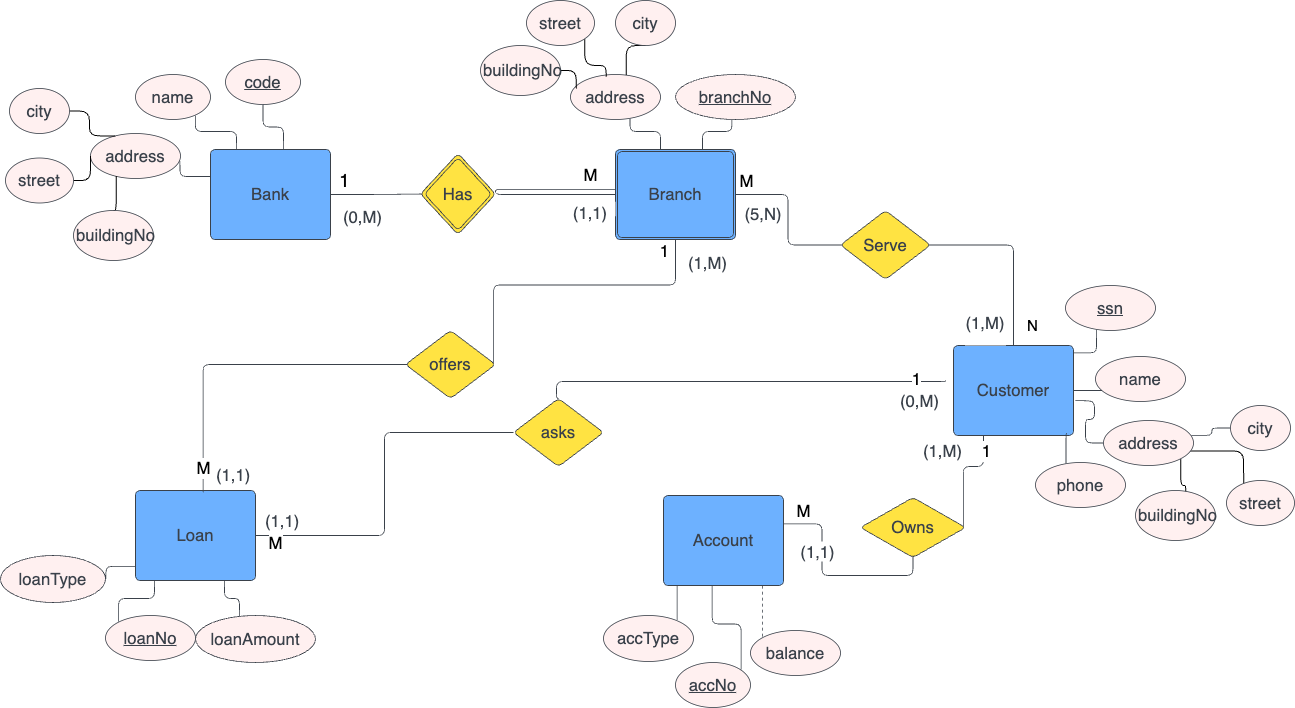 street
city
buildingNo
address
branchNo
code
name
city
address
street
buildingNo
Bank
1
(0,M)
Has
M
(1,1)
Branch
M
(5,N)
1
(1,M)
Serve
(1,M)
N
ssn
offers
Customer
name
1
(0,M)
asks
address
city
(1,M)
1
phone
buildingNo
street
M
(1,1)
Loan
(1,1)
M
Account
M
(1,1)
Owns
loanType
loanNo
loanAmount
accType
accNo
balance